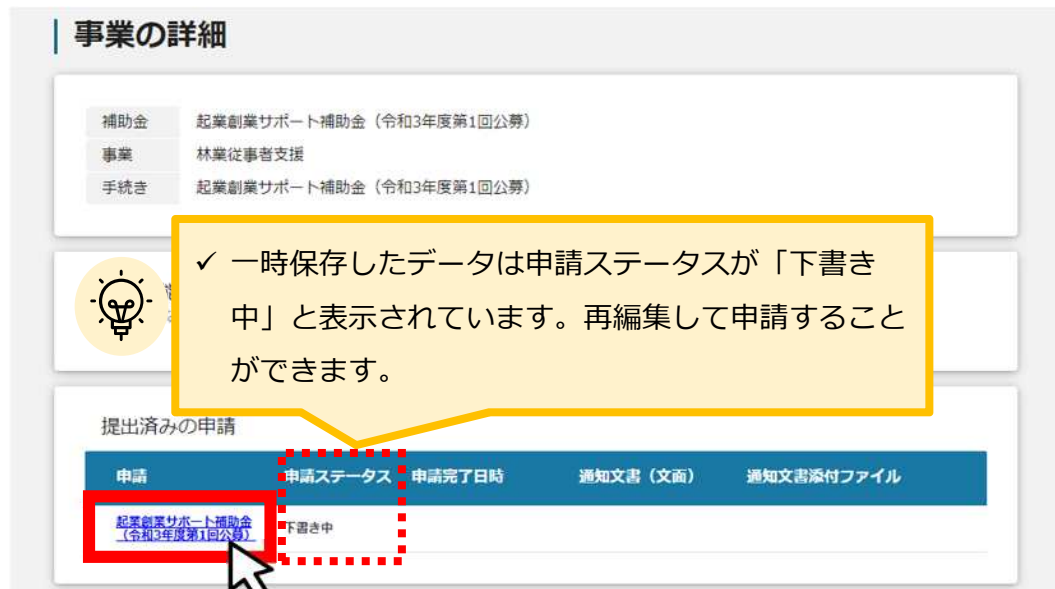 事業の詳細
補助金 起業創業サポート補助金（令和3年度第1回公募）
事業 林業従事者支援
手続き 起業創業サポート補助金（令和3年度第1回公募）
✓ 一時保存したデータは申請ステータスが「下書き
中」と表示されています。再編集して申請すること
ができます。
提出済みの申請
申請 申請ステータス 申請完了日時 通知文書（文面） 通知文書添付ファイル
起業創業サポート補助金
（令和3年度第1回公募） 下書き中